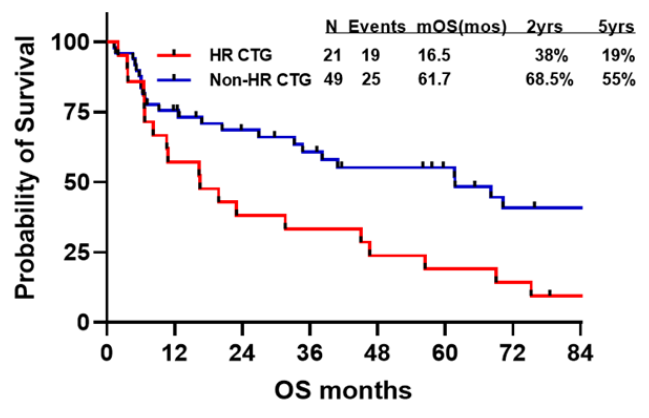 N Events mOS(mos) 2yrs 5yrs
HR CTG 21 19 16.5 38% 19%
Non-HR CTG 49 25 61.7 68.5% 55%
100
75
50
25
0
Probability of Survival
0 12 24 36 48 60 72 84
OS months